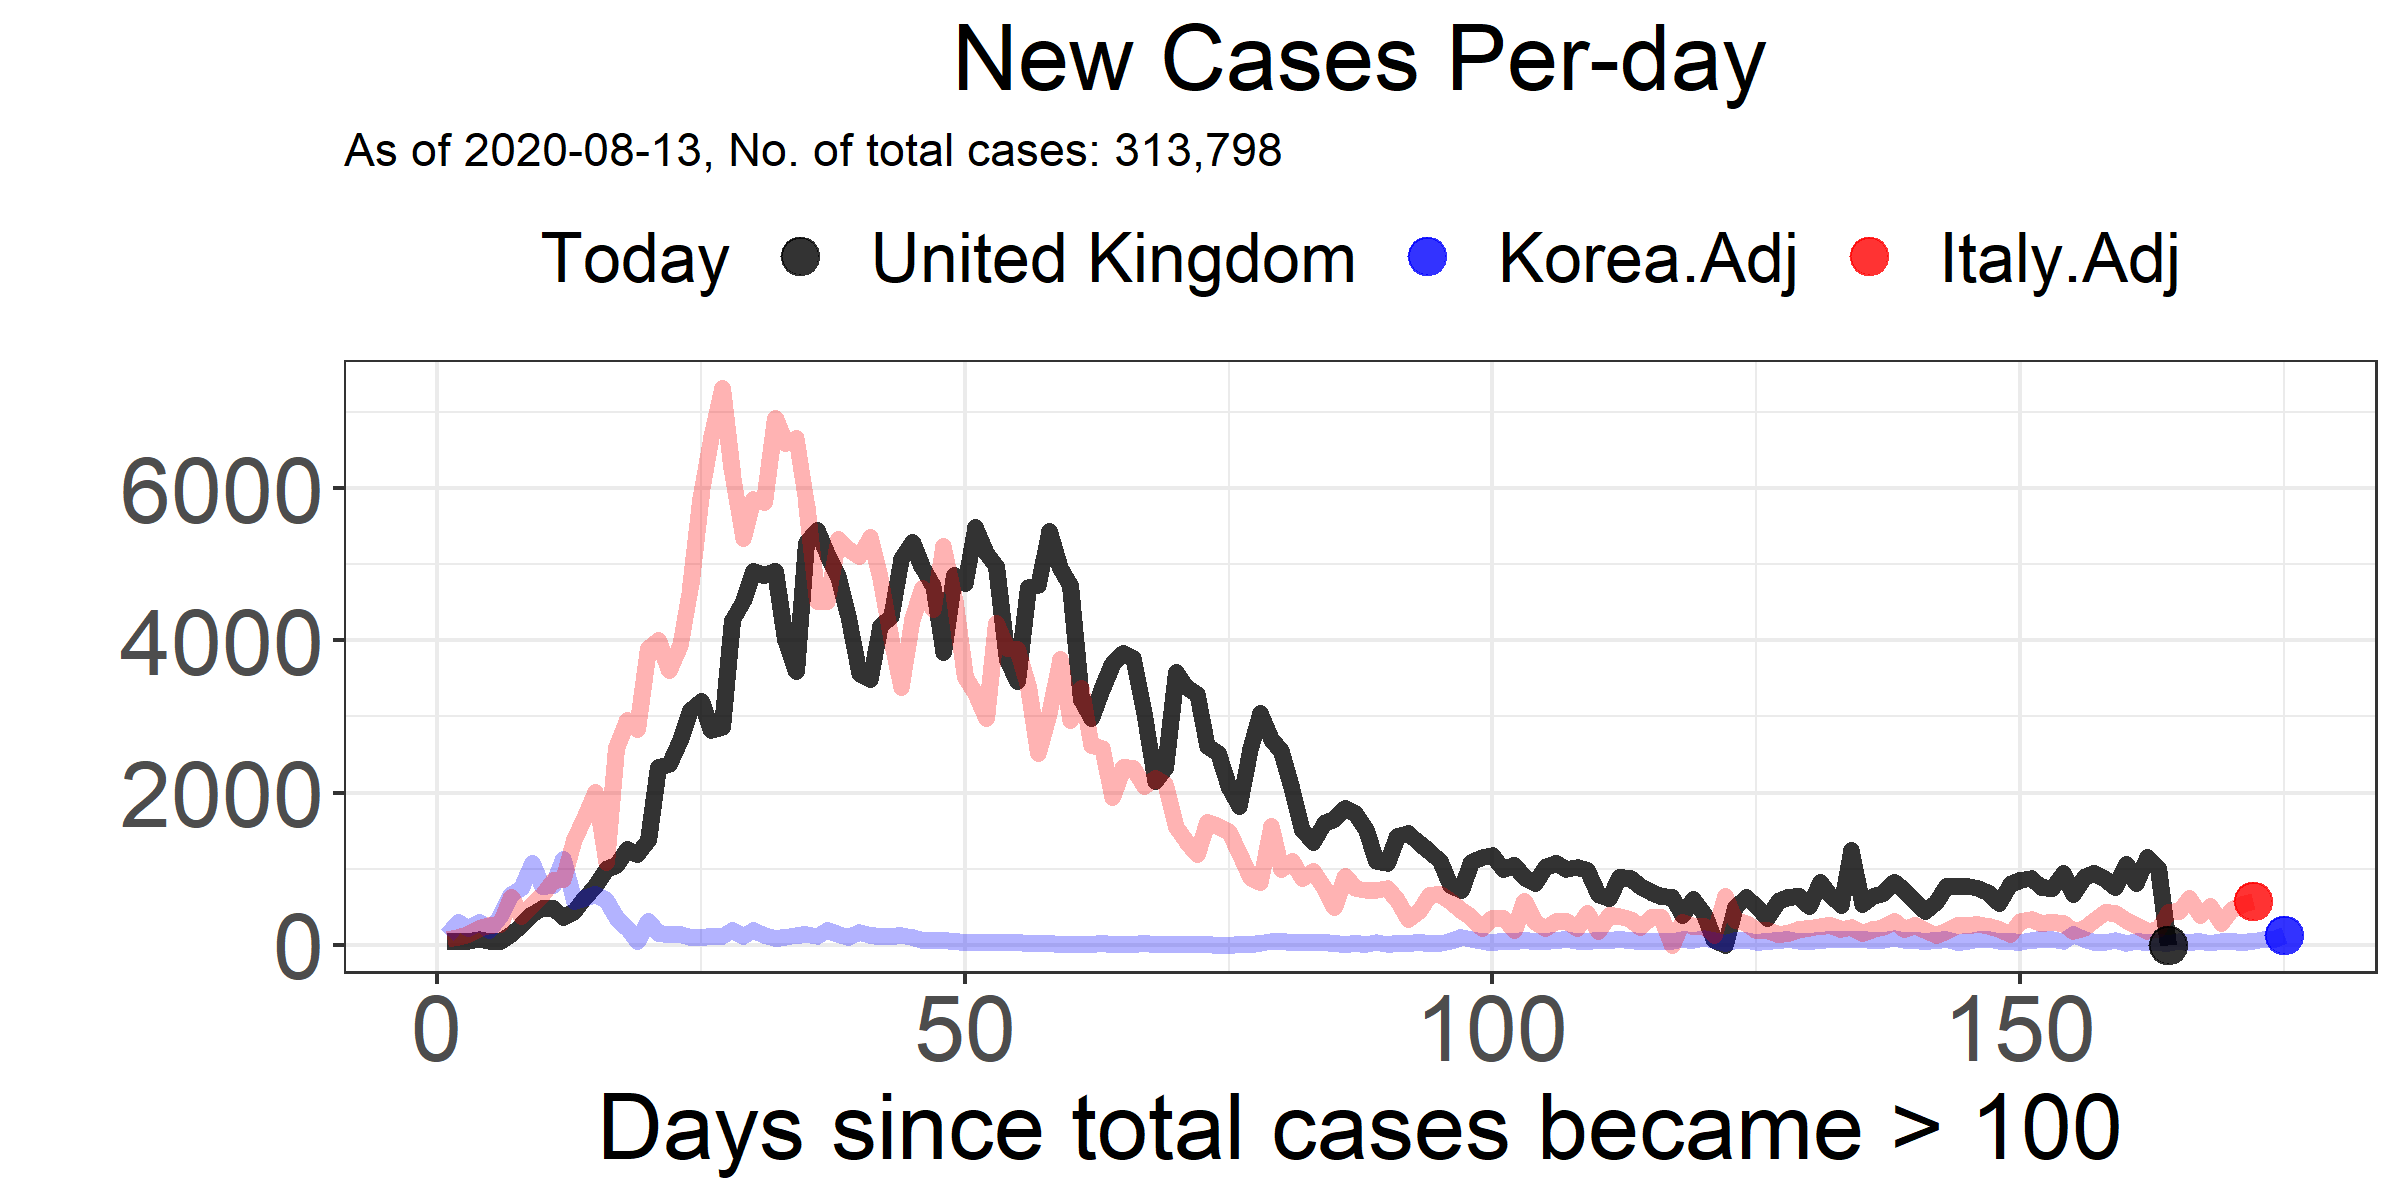 New Cases Per-day
As of 2020-08-13, No. of total cases: 313,798
Today United Kingdom Korea.Adj Italy.Adj
6000
4000
2000
0
0 50 100 150
Days since total cases became > 100